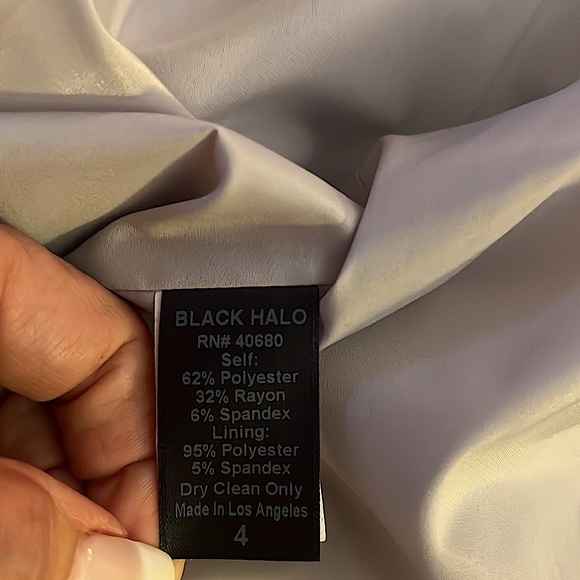 BLACK HALO
RN# 40680
Self:
62% Polyester
32% Rayon
6% Spandex
Lining:
95% Polyester
5% Spandex
Dry Clean Only
Made In Los Angeles
4